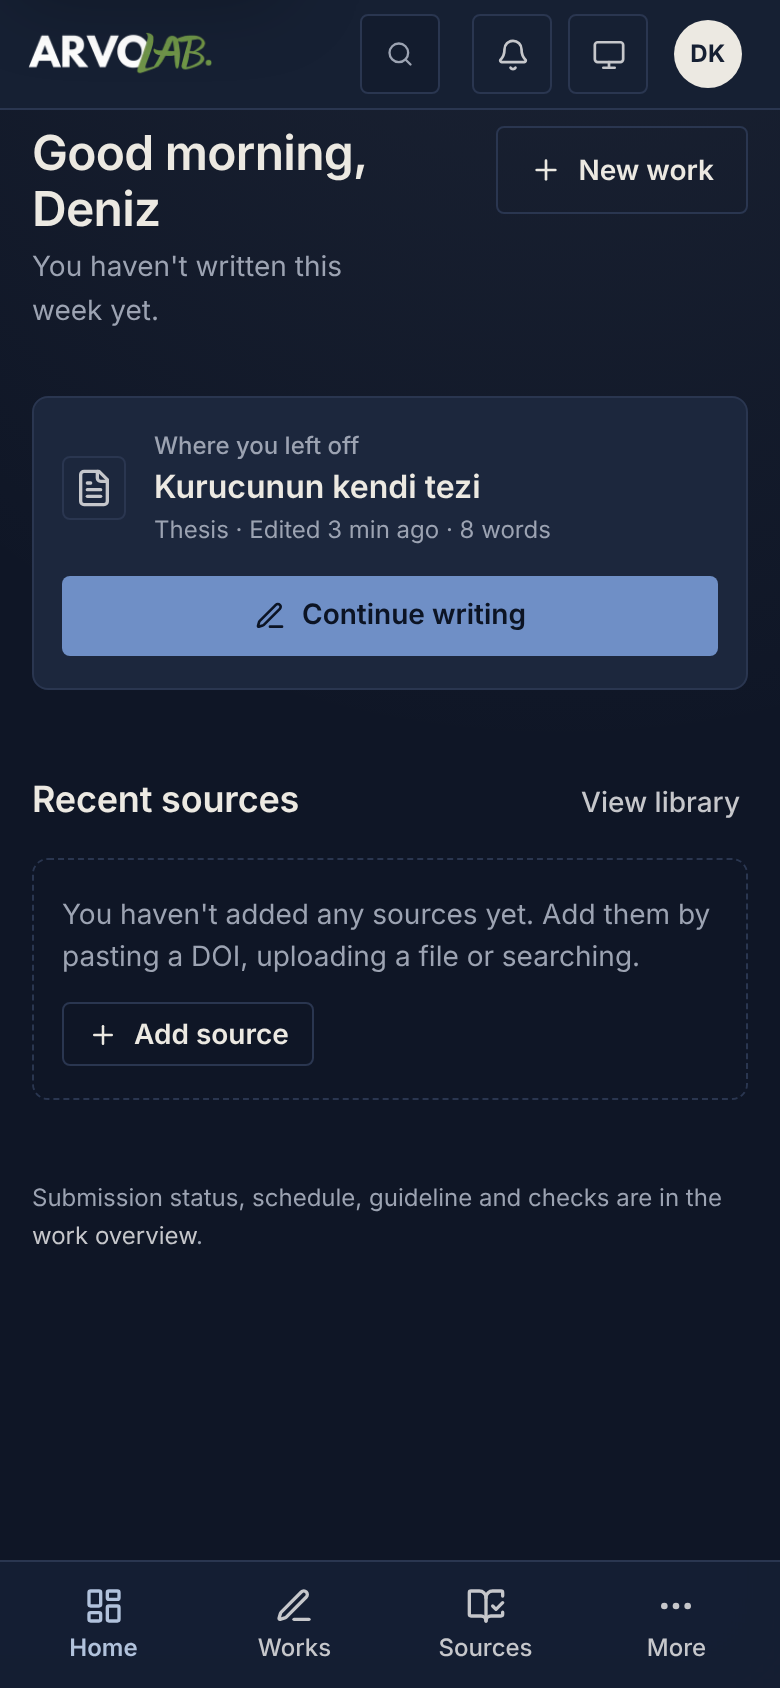 ARVOLAB.
DK
Good morning,
Deniz
New work
You haven't written this
week yet.
Where you left off
Kurucunun kendi tezi
Thesis · Edited 3 min ago · 8 words
Continue writing
Recent sources
View library
You haven't added any sources yet. Add them by
pasting a DOI, uploading a file or searching.
Add source
Submission status, schedule, guideline and checks are in the
work overview.
Home
Works
Sources
More